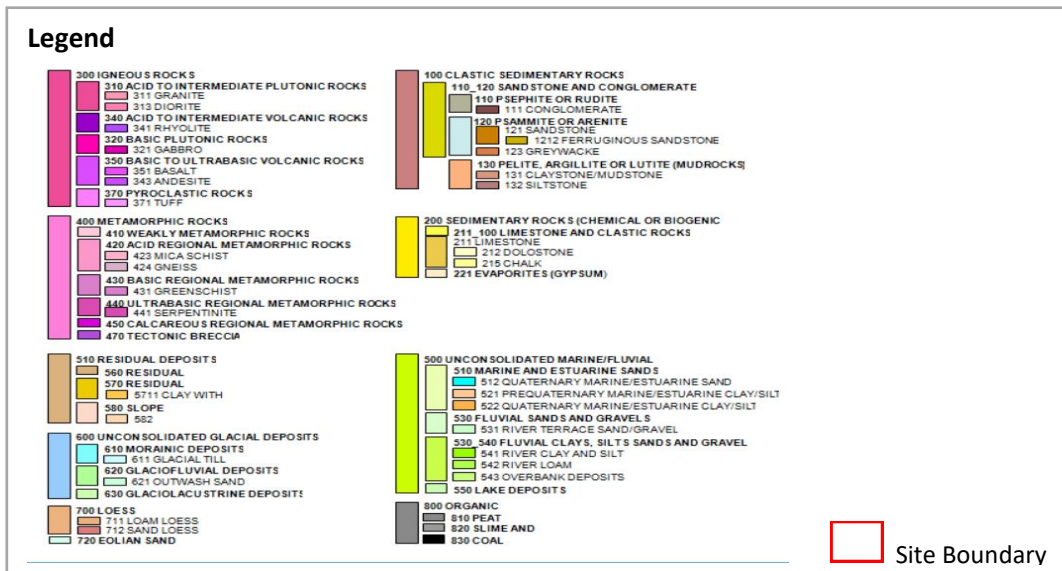 Legend
300 IGNEOUS ROCKS
310 ACID TO INTERMEDIATE PLUTONIC ROCKS
311 GRANITE
313 DIORITE
340 ACID TO INTERMEDIATE VOLCANIC ROCKS
341 RHYOLITE
320 BASIC PLUTONIC ROCKS
321 GABBRO
350 BASIC TO ULTRABASIC VOLCANIC ROCKS
351 BASALT
343 ANDESITE
370 PYROCLASTIC ROCKS
371 TUFF
400 METAMORPHIC ROCKS
410 WEAKLY METAMORPHIC ROCKS
420 ACID REGIONAL METAMORPHIC ROCKS
423 MICA SCHIST
424 GNEISS
430 BASIC REGIONAL METAMORPHIC ROCKS
431 GREENSCHIST
440 ULTRABASIC REGIONAL METAMORPHIC ROCKS
441 SERPENTINITE
450 CALCAREOUS REGIONAL METAMORPHIC ROCKS
470 TECTONIC BRECCIA
510 RESIDUAL DEPOSITS
560 RESIDUAL
570 RESIDUAL
5711 CLAY WITH
580 SLOPE
582
600 UNCONSOLIDATED GLACIAL DEPOSITS
610 MORAINIC DEPOSITS
611 GLACIAL TILL
620 GLACIOFLUVIAL DEPOSITS
621 OUTWASH SAND
630 GLACIOLACUSTRINE DEPOSITS
700 LOESS
711 LOAM LOESS
712 SAND LOESS
720 EOLIAN SAND
100 CLASTIC SEDIMENTARY ROCKS
110_120 SANDSTONE AND CONGLOMERATE
110 PSEPHITE OR RUDITE
111 CONGLOMERATE
120 PSAMMITE OR ARENITE
121 SANDSTONE
1212 FERRUGINOUS SANDSTONE
123 GREYWACKE
130 PELITE, ARGILLITE OR LUTITE (MUDROCKS)
131 CLAYSTONE/MUDSTONE
132 SILTSTONE
200 SEDIMENTARY ROCKS (CHEMICAL OR BIOGENIC
211_100 LIMESTONE AND CLASTIC ROCKS
211 LIMESTONE
212 DOLOSTONE
215 CHALK
221 EVAPORITES (GYPSUM)
500 UNCONSOLIDATED MARINE/FLUVIAL
510 MARINE AND ESTUARINE SANDS
512 QUATERNARY MARINE/ESTUARINE SAND
521 PREQUATERNARY MARINE/ESTUARINE CLAY/SILT
522 QUATERNARY MARINE/ESTUARINE CLAY/SILT
530 FLUVIAL SANDS AND GRAVELS
531 RIVER TERRACE SAND/GRAVEL
530_540 FLUVIAL CLAYS, SILTS SANDS AND GRAVEL
541 RIVER CLAY AND SILT
542 RIVER LOAM
543 OVERBANK DEPOSITS
550 LAKE DEPOSITS
800 ORGANIC
810 PEAT
820 SLIME AND
830 COAL
Site Boundary